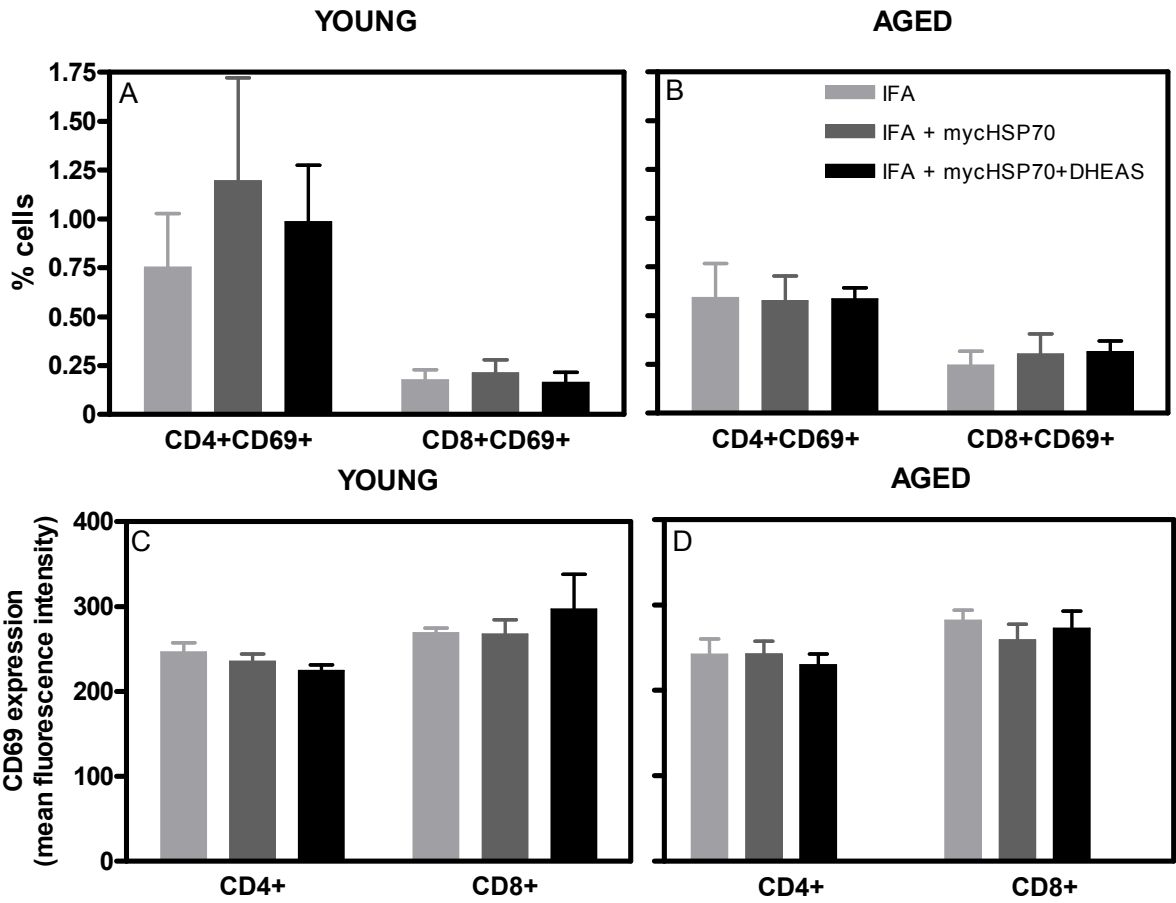 YOUNG
AGED
A
B
1.75
1.50
1.25
1.00
0.75
0.50
0.25
0
% cells
IFA
IFA + mycHSP70
IFA + mycHSP70+DHEAS
CD4+CD69+
CD8+CD69+
CD4+CD69+
CD8+CD69+
YOUNG
AGED
C
D
400
300
200
100
0
CD69 expression
(mean fluorescence intensity)
CD4+
CD8+
CD4+
CD8+